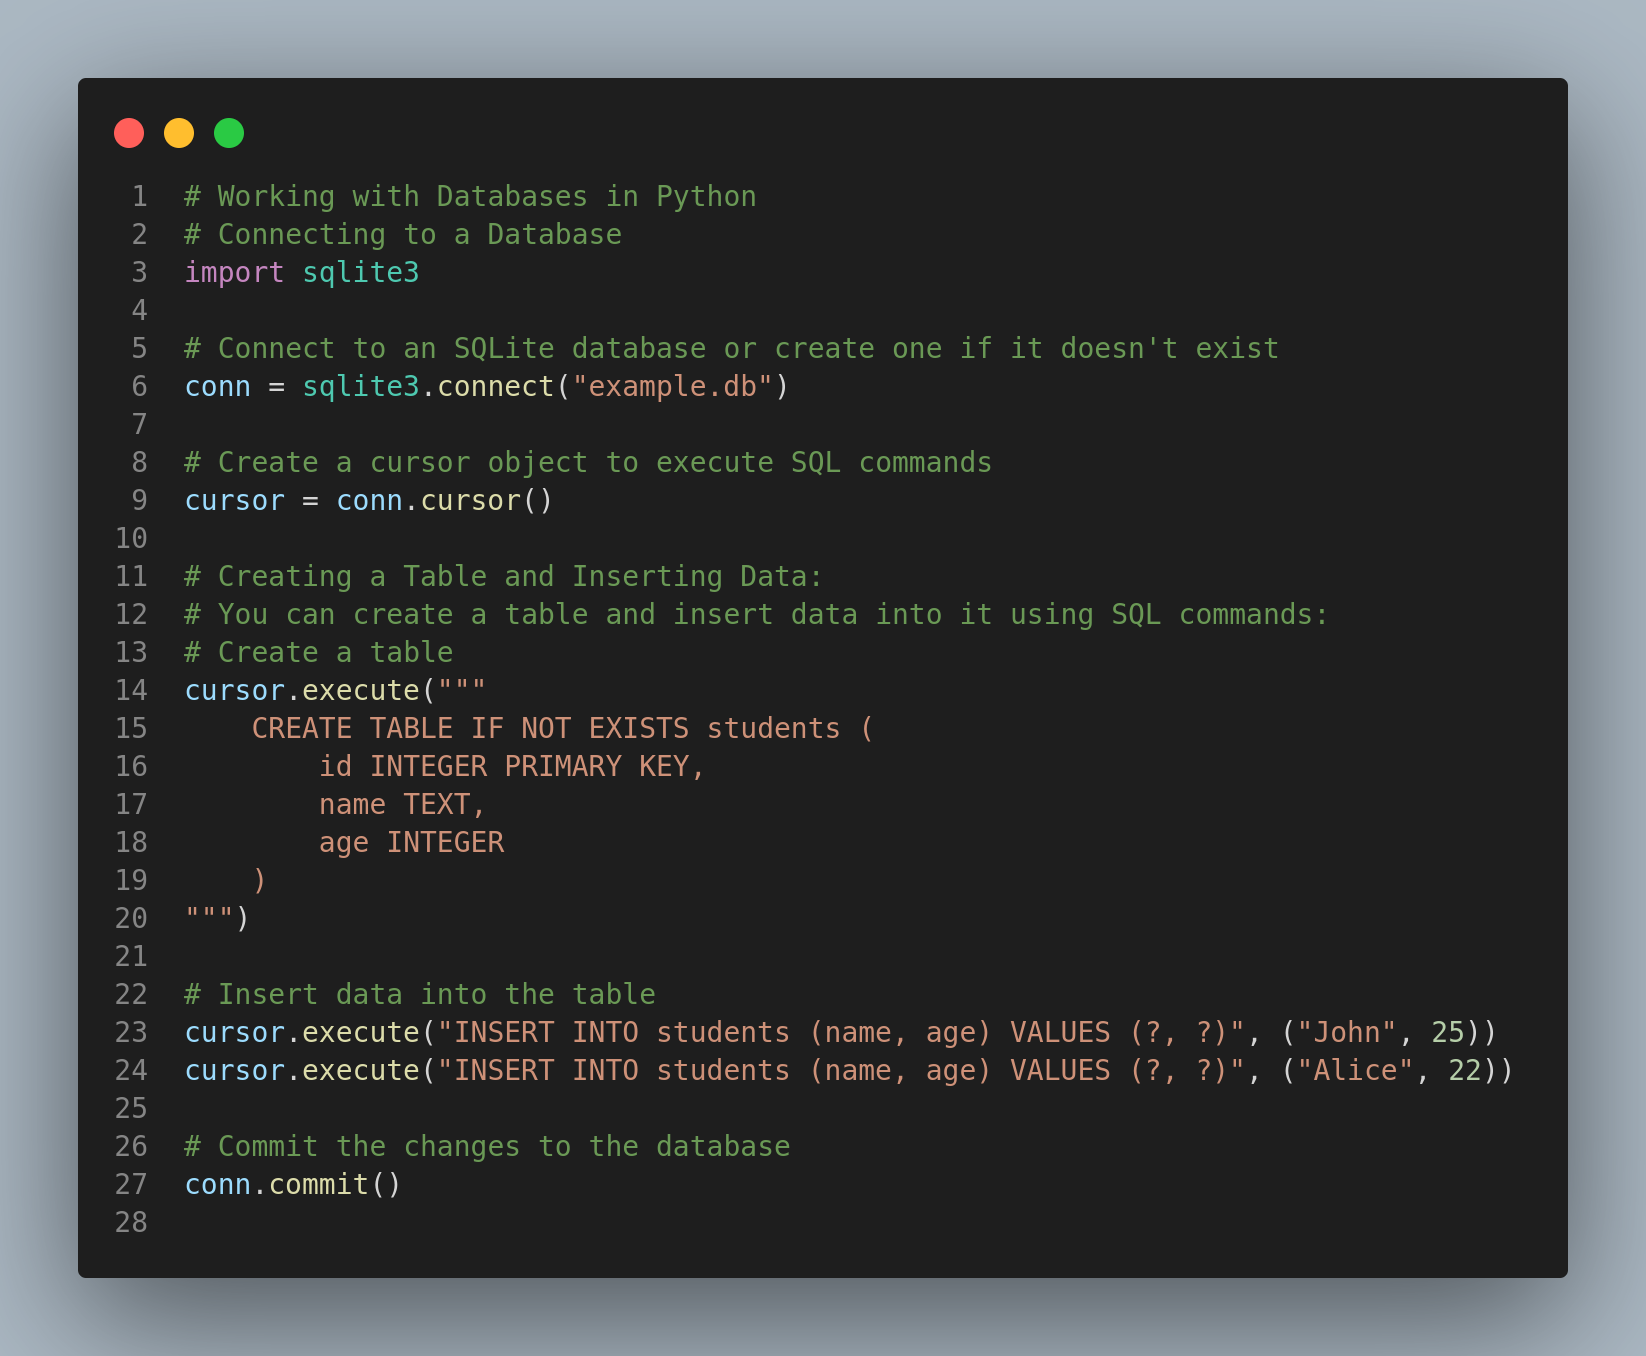 1 # Working with Databases in Python
2 # Connecting to a Database
3 import sqlite3
4
5 # Connect to an SQLite database or create one if it doesn't exist
6 conn = sqlite3.connect("example.db")
7
8 # Create a cursor object to execute SQL commands
9 cursor = conn.cursor()
10
11 # Creating a Table and Inserting Data:
12 # You can create a table and insert data into it using SQL commands:
13 # Create a table
14 cursor.execute("""
15     CREATE TABLE IF NOT EXISTS students (
16         id INTEGER PRIMARY KEY,
17         name TEXT,
18         age INTEGER
19     )
20 """)
21
22 # Insert data into the table
23 cursor.execute("INSERT INTO students (name, age) VALUES (?, ?)", ("John", 25))
24 cursor.execute("INSERT INTO students (name, age) VALUES (?, ?)", ("Alice", 22))
25
26 # Commit the changes to the database
27 conn.commit()
28